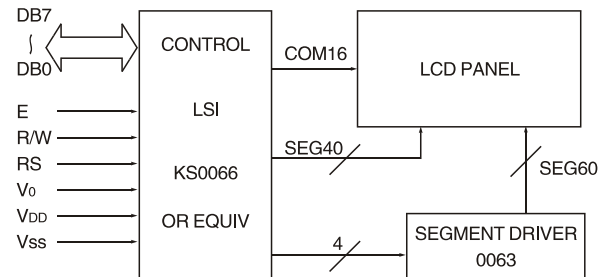 DB7
~
DB0
E
R/W
RS
V0
VDD
VSS
CONTROL
LSI
KS0066
OR EQUIV
COM16
SEG40
4
LCD PANEL
SEG60
SEGMENT DRIVER
0063